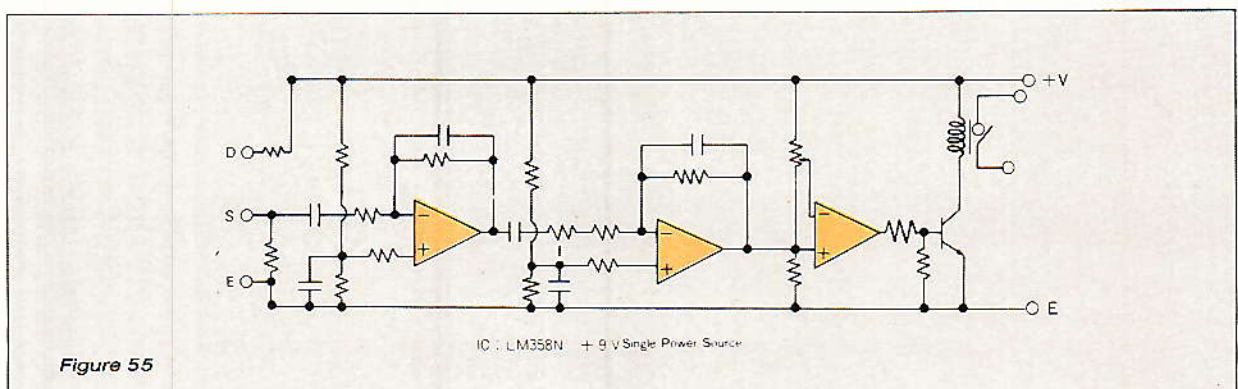 +V
D
S
E
−
+
−
+
−
+
E
IC : LM358N + 9 V Single Power Source
Figure 55